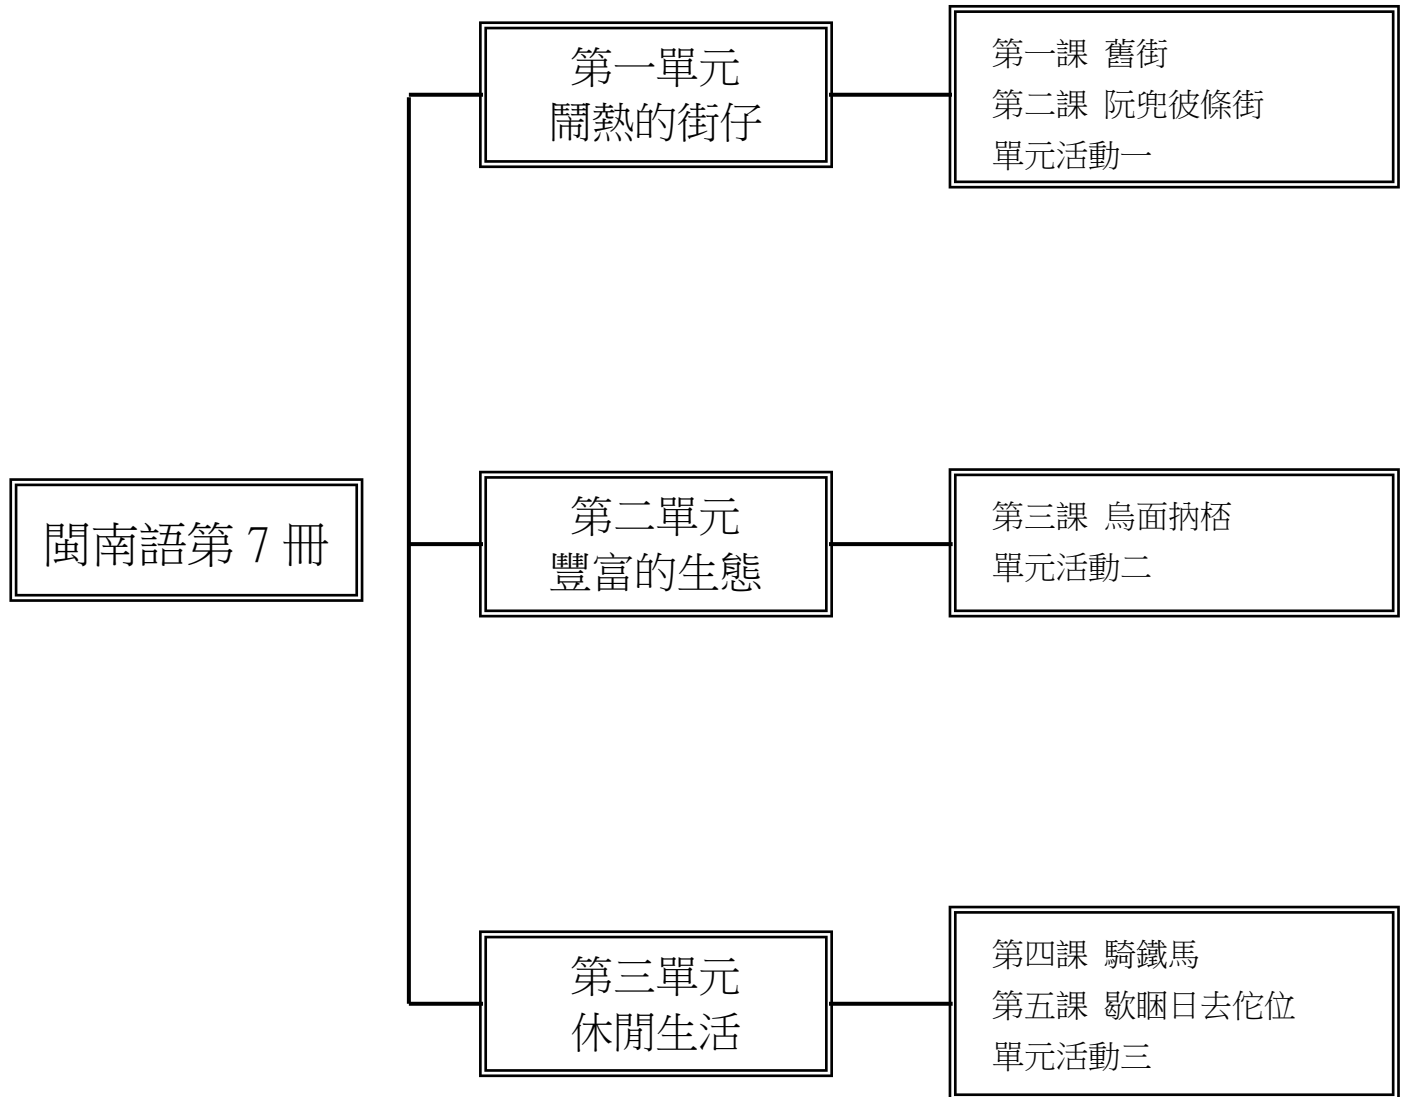 閩南語第 7 冊
第一單元
鬧熱的街仔
第一課 舊街
第二課 阮兜彼條街
單元活動一
第二單元
豐富的生態
第三課 烏面抐桮
單元活動二
第三單元
休閒生活
第四課 騎鐵馬
第五課 歇睏日去佗位
單元活動三